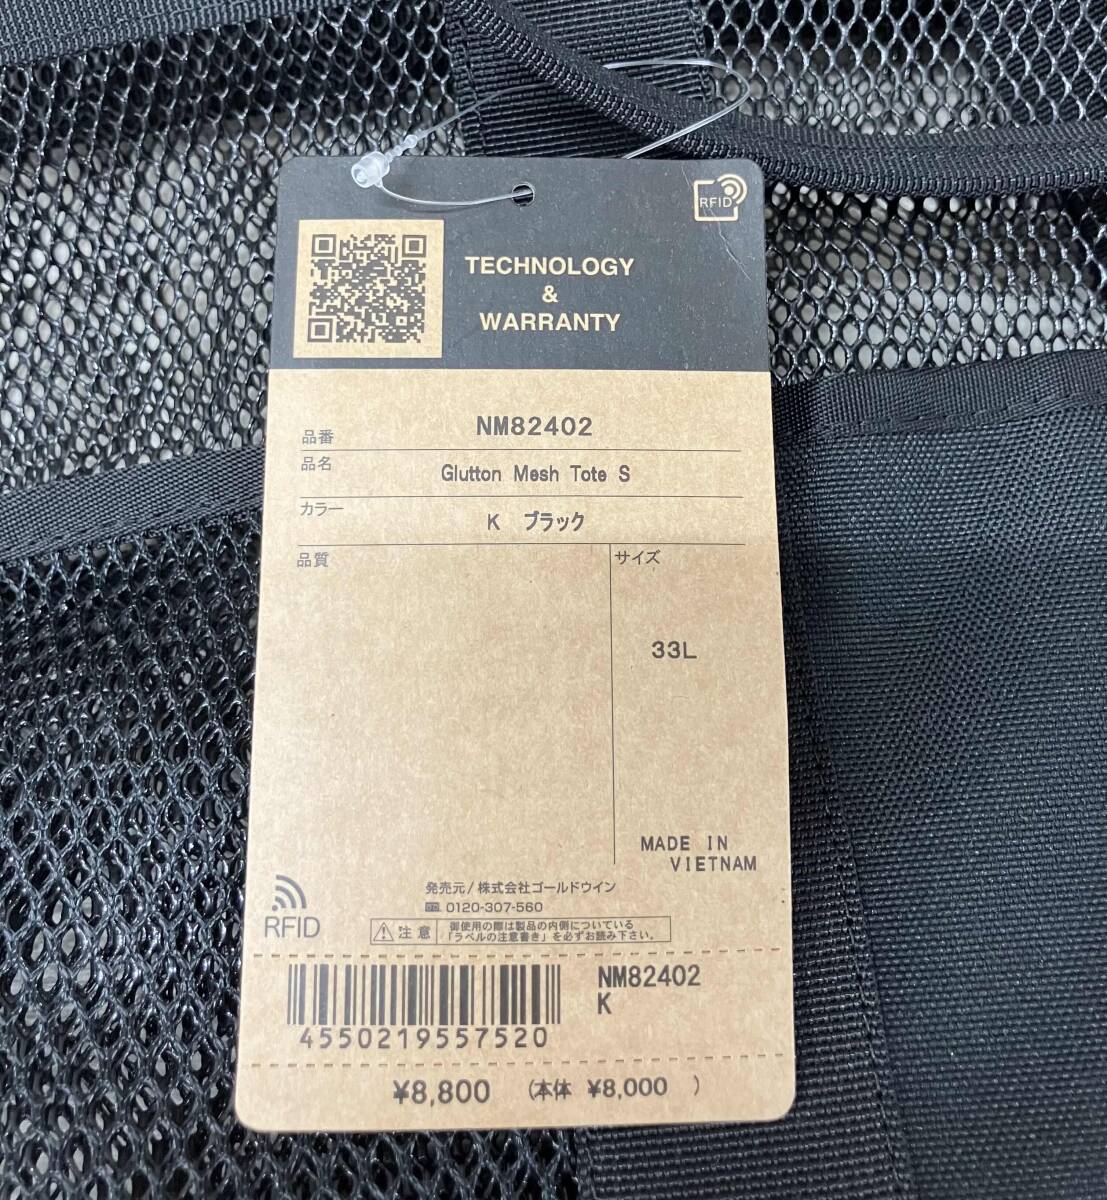 RFID
TECHNOLOGY
&
WARRANTY
品番 NM82402
品名 Glutton Mesh Tote S
カラー K ブラック
品質
サイズ
33L
MADE IN
VIETNAM
発売元/株式会社ゴールドウイン
0120-307-560
RFID
注意
御使用の際は製品の内側についている
「ラベルの注意書き」を必ずお読み下さい。
NM82402
K
4550219557520
¥8,800 (本体 ¥8,000 )